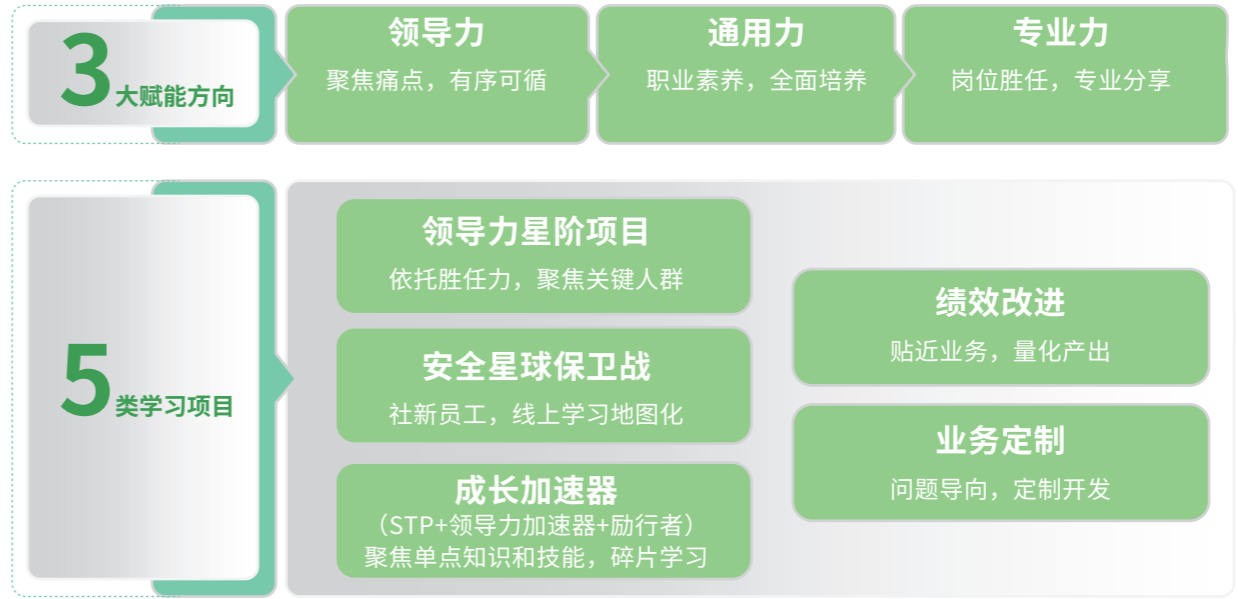 3大赋能方向
领导力
聚焦痛点，有序可循
通用力
职业素养，全面培养
专业力
岗位胜任，专业分享
5类学习项目
领导力星阶项目
依托胜任力，聚焦关键人群
安全星球保卫战
社新员工，线上学习地图化
成长加速器
（STP+领导力加速器+励行者）
聚焦单点知识和技能，碎片学习
绩效改进
贴近业务，量化产出
业务定制
问题导向，定制开发